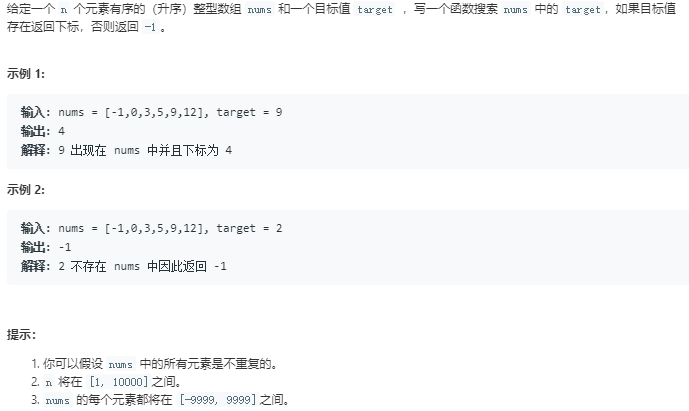 给定一个 n 个元素有序的（升序）整型数组 nums 和一个目标值 target ，写一个函数搜索 nums 中的 target，如果目标值
存在返回下标，否则返回 -1。
示例 1:
输入: nums = [-1,0,3,5,9,12], target = 9
输出: 4
解释: 9 出现在 nums 中并且下标为 4
示例 2:
输入: nums = [-1,0,3,5,9,12], target = 2
输出: -1
解释: 2 不存在 nums 中因此返回 -1
提示：
1. 你可以假设 nums 中的所有元素是不重复的。
2. n 将在 [1, 10000]之间。
3. nums 的每个元素都将在 [-9999, 9999]之间。